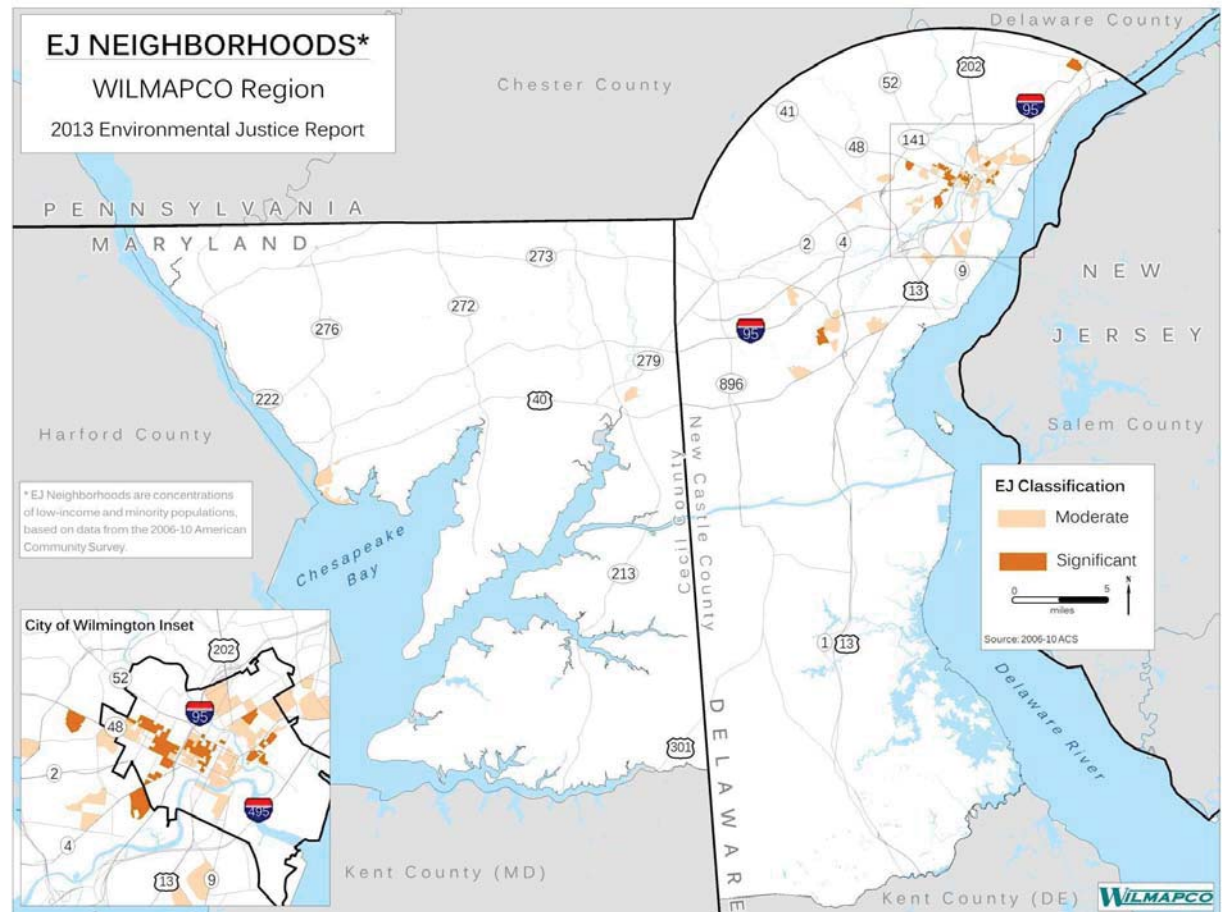 EJ NEIGHBORHOODS*
WILMAPCO Region
2013 Environmental Justice Report
Delaware County
Chester County
202
52
95
41
48
141
PENNSYLVANIA
MARYLAND
273
2
4
9
NEW
JERSEY
13
272
276
95
279
896
222
40
Harford County
Salem County
New Castle County
Cecil County
EJ Classification
Moderate
Significant
0 5
miles
N
Source: 2006-10 ACS
* EJ Neighborhoods are concentrations
of low-income and minority populations,
based on data from the 2006-10 American
Community Survey.
Chesapeake
Bay
213
1
13
301
DELAWARE
Delaware River
City of Wilmington Inset
202
52
95
48
2
495
4
13
9
Kent County (MD)
Kent County (DE)
WILMAPCO